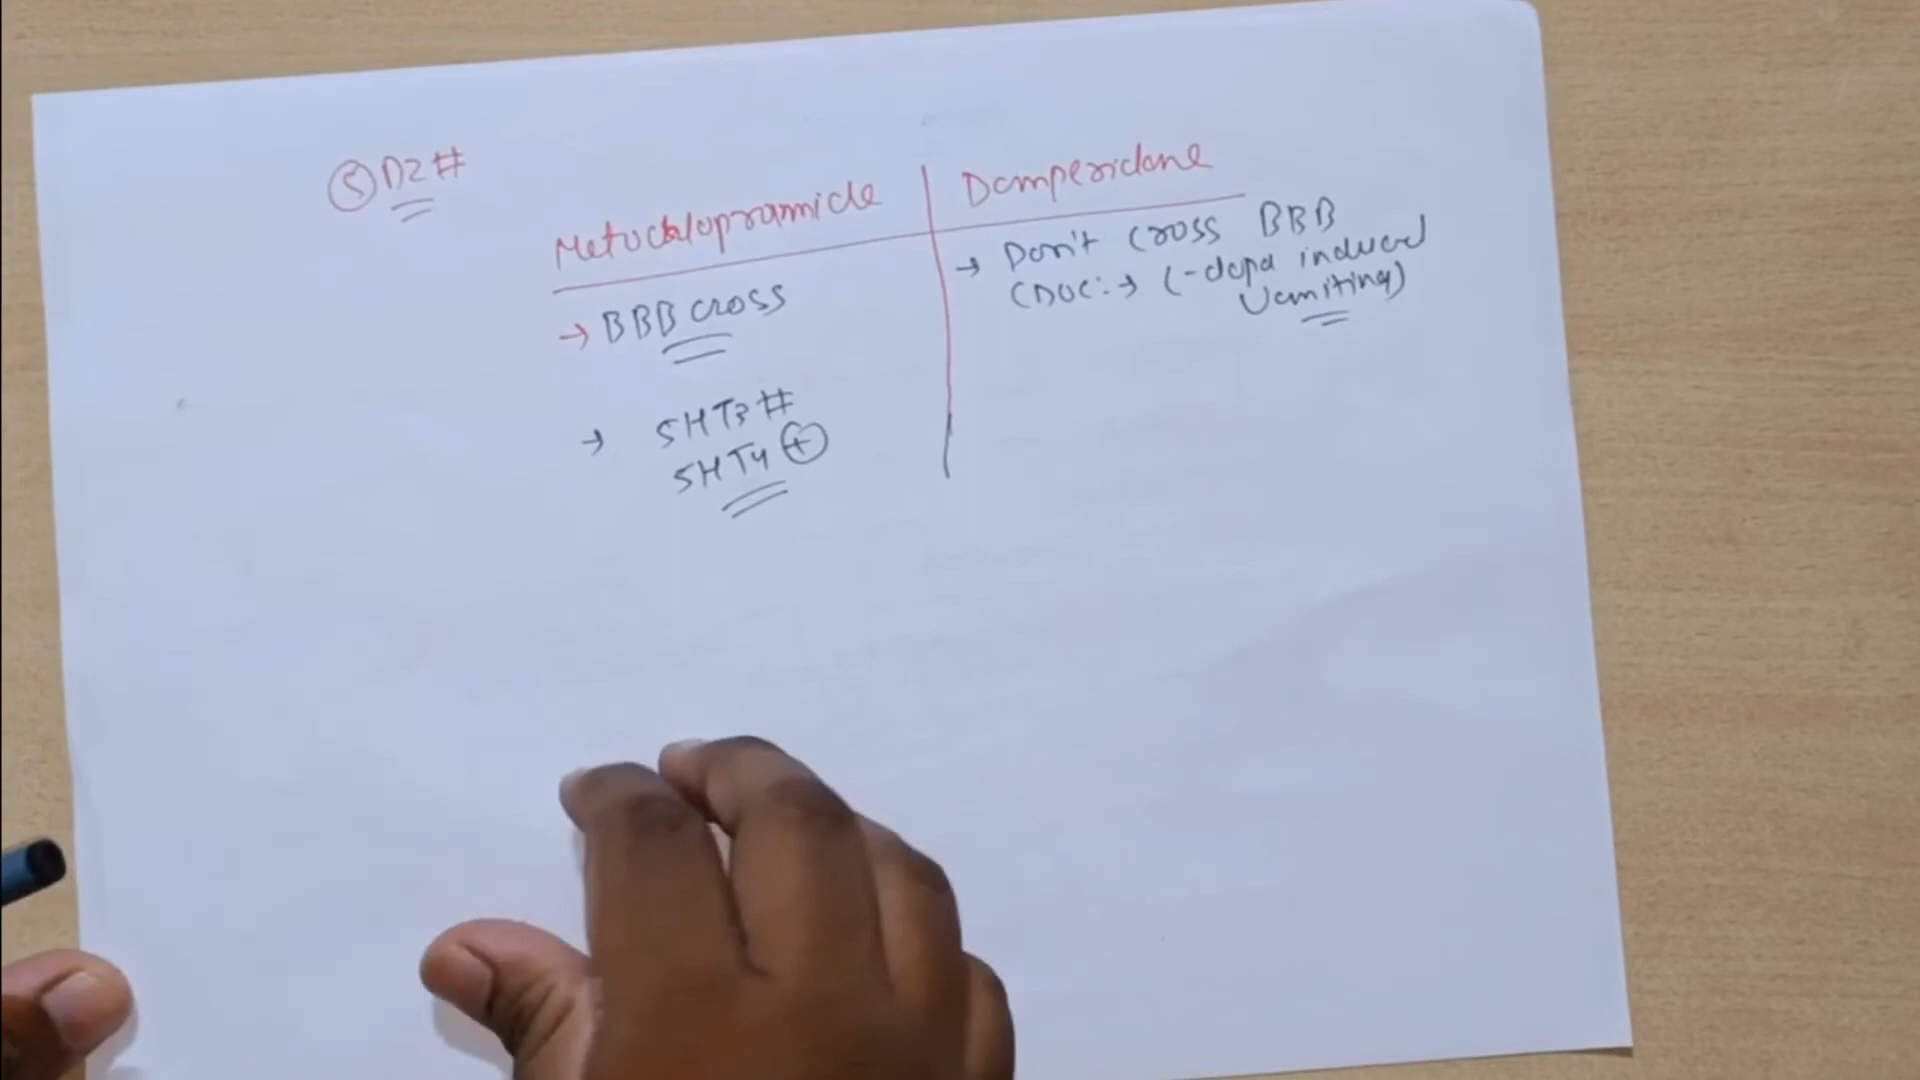 ⑤ D2 #
Metoclopramide
Domperidone
→ BBB cross
→ 5HT3 #
5HT4 ⊕
→ Don't cross BBB
(DOC:→ L-dopa induced
Vomiting)